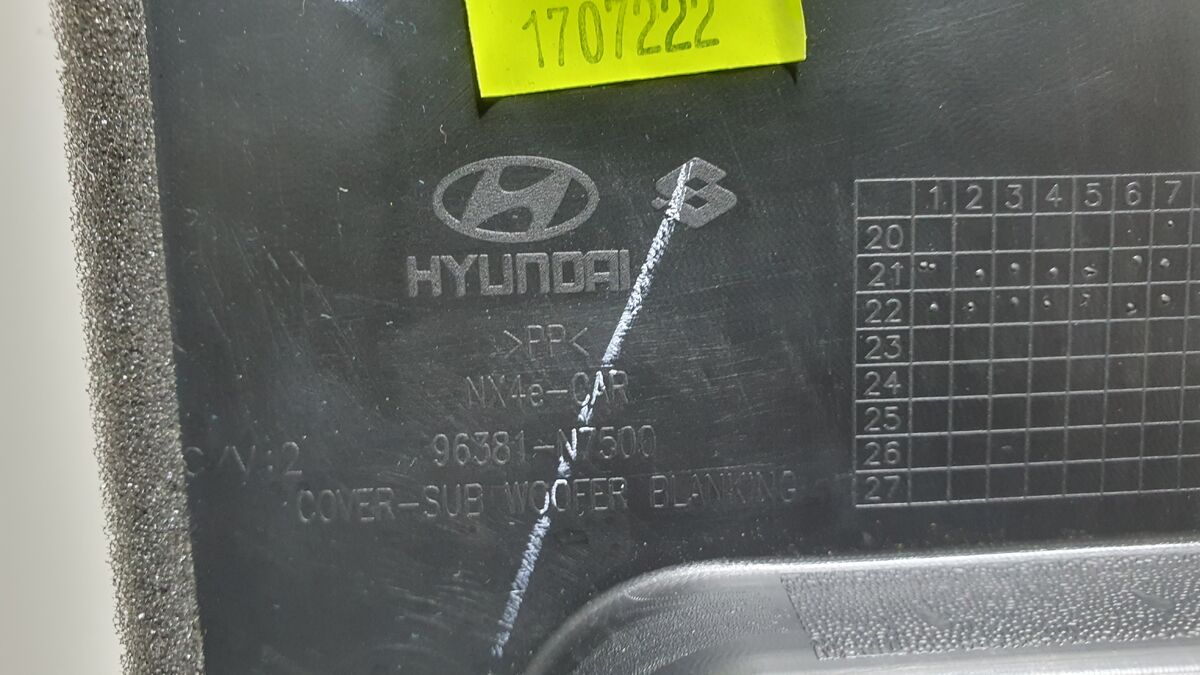 1707222
HYUNDAI
>PP<
NX4e-CAR
96381-N7500
C/V:2
COVER-SUB WOOFER BLANKING
1 2 3 4 5 6 7
20
21
22
23
24
25
26
27